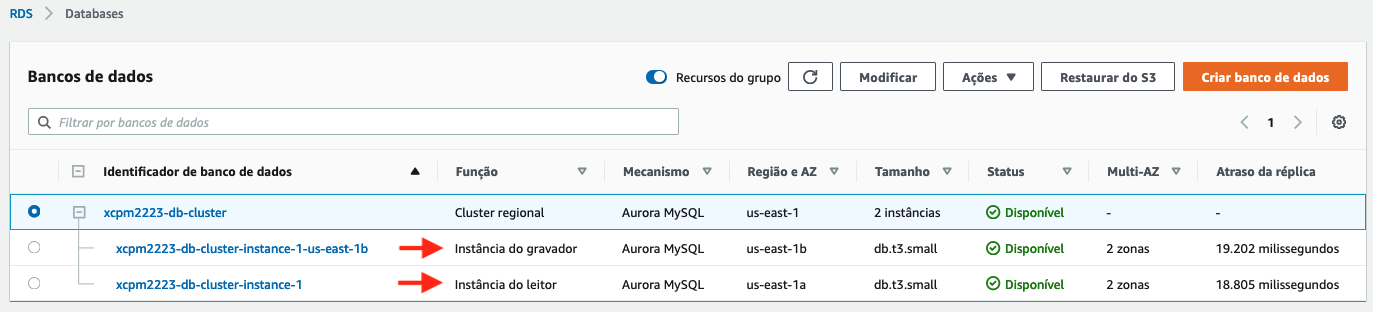 RDS > Databases
Bancos de dados Recursos do grupo Modificar Ações Restaurar do S3 Criar banco de dados
Filtrar por bancos de dados 1
Identificador de banco de dados Função Mecanismo Região e AZ Tamanho Status Multi-AZ Atraso da réplica
xcpm2223-db-cluster Cluster regional Aurora MySQL us-east-1 2 instâncias Disponível - -
xcpm2223-db-cluster-instance-1-us-east-1b Instância do gravador Aurora MySQL us-east-1b db.t3.small Disponível 2 zonas 19.202 milissegundos
xcpm2223-db-cluster-instance-1 Instância do leitor Aurora MySQL us-east-1a db.t3.small Disponível 2 zonas 18.805 milissegundos